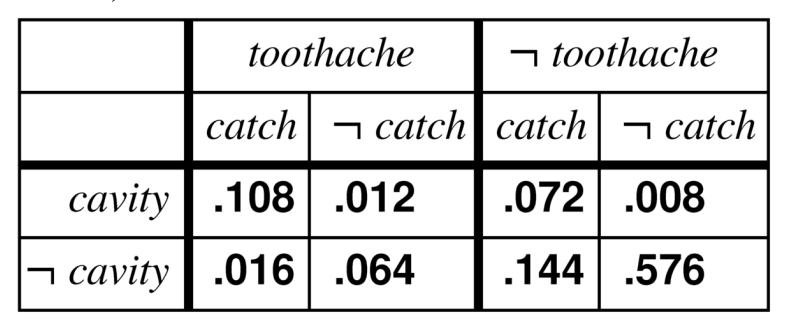 toothache ¬ toothache
catch ¬ catch catch ¬ catch
cavity .108 .012 .072 .008
¬ cavity .016 .064 .144 .576